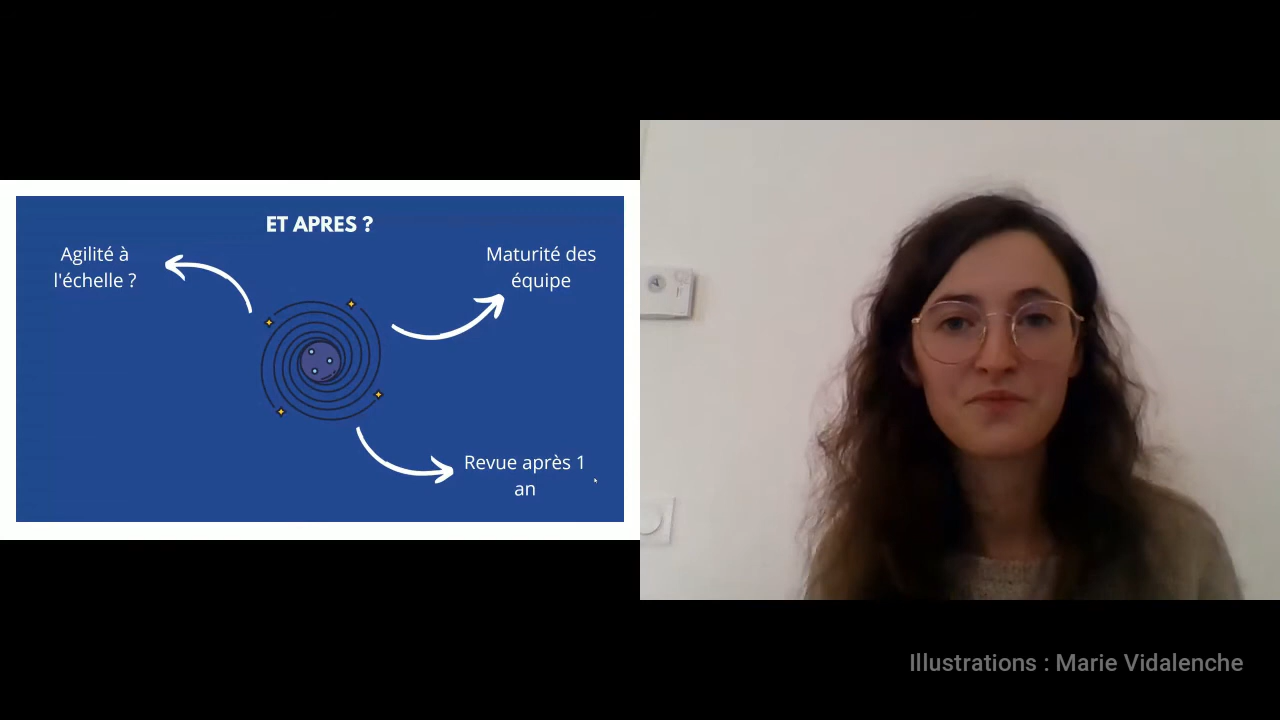 ET APRES ?
Agilité à
l'échelle ?
Maturité des
équipe
Revue après 1
an
Illustrations : Marie Vidalenche